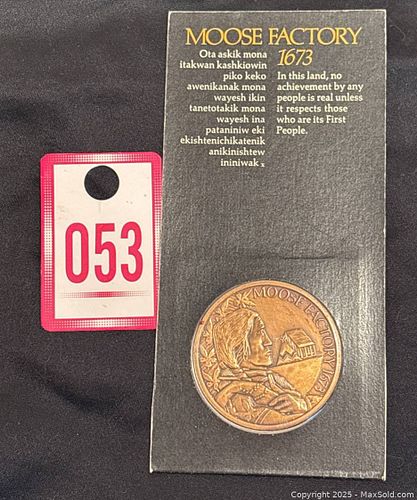 MOOSE FACTORY
1673
Ota askik mona
itakwan kashkiowin
piko keko
awenikanak mona
wayesh ikin
tanetotakik mona
wayesh ina
pataniniw eki
ekishtenichikatenik
anikinishtew
ininiwak x
In this land, no
achievement by any
people is real unless
it respects those
who are its First
People.
053
MOOSE FACTORY 1673
Copyright © 2025 - MaxSold.com